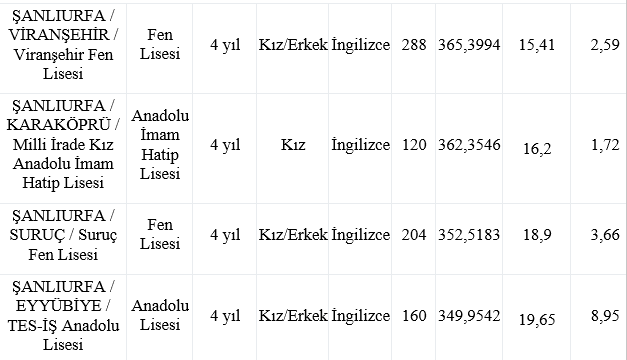 ŞANLIURFA /
VİRANŞEHİR /
Viranşehir Fen
Lisesi
Fen
Lisesi
4 yıl
Kız/Erkek
İngilizce
288
365,3994
15,41
2,59
ŞANLIURFA /
KARAKÖPRÜ /
Milli İrade Kız
Anadolu İmam
Hatip Lisesi
Anadolu
İmam
Hatip
Lisesi
4 yıl
Kız
İngilizce
120
362,3546
16,2
1,72
ŞANLIURFA /
SURUÇ / Suruç
Fen Lisesi
Fen
Lisesi
4 yıl
Kız/Erkek
İngilizce
204
352,5183
18,9
3,66
ŞANLIURFA /
EYYÜBİYE /
TES-İŞ Anadolu
Lisesi
Anadolu
Lisesi
4 yıl
Kız/Erkek
İngilizce
160
349,9542
19,65
8,95